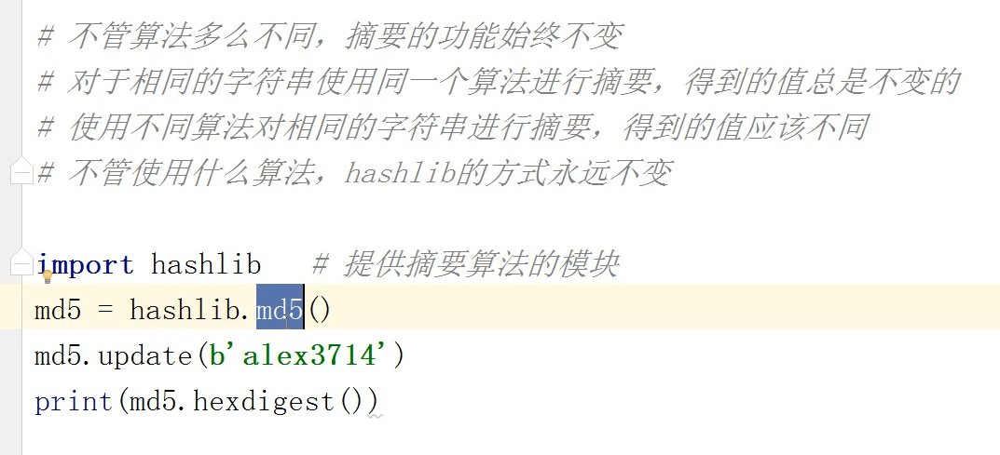 # 不管算法多么不同，摘要的功能始终不变
# 对于相同的字符串使用同一个算法进行摘要，得到的值总是不变的
# 使用不同算法对相同的字符串进行摘要，得到的值应该不同
# 不管使用什么算法，hashlib的方式永远不变
import hashlib   # 提供摘要算法的模块
md5 = hashlib.md5()
md5.update(b'alex3714')
print(md5.hexdigest())